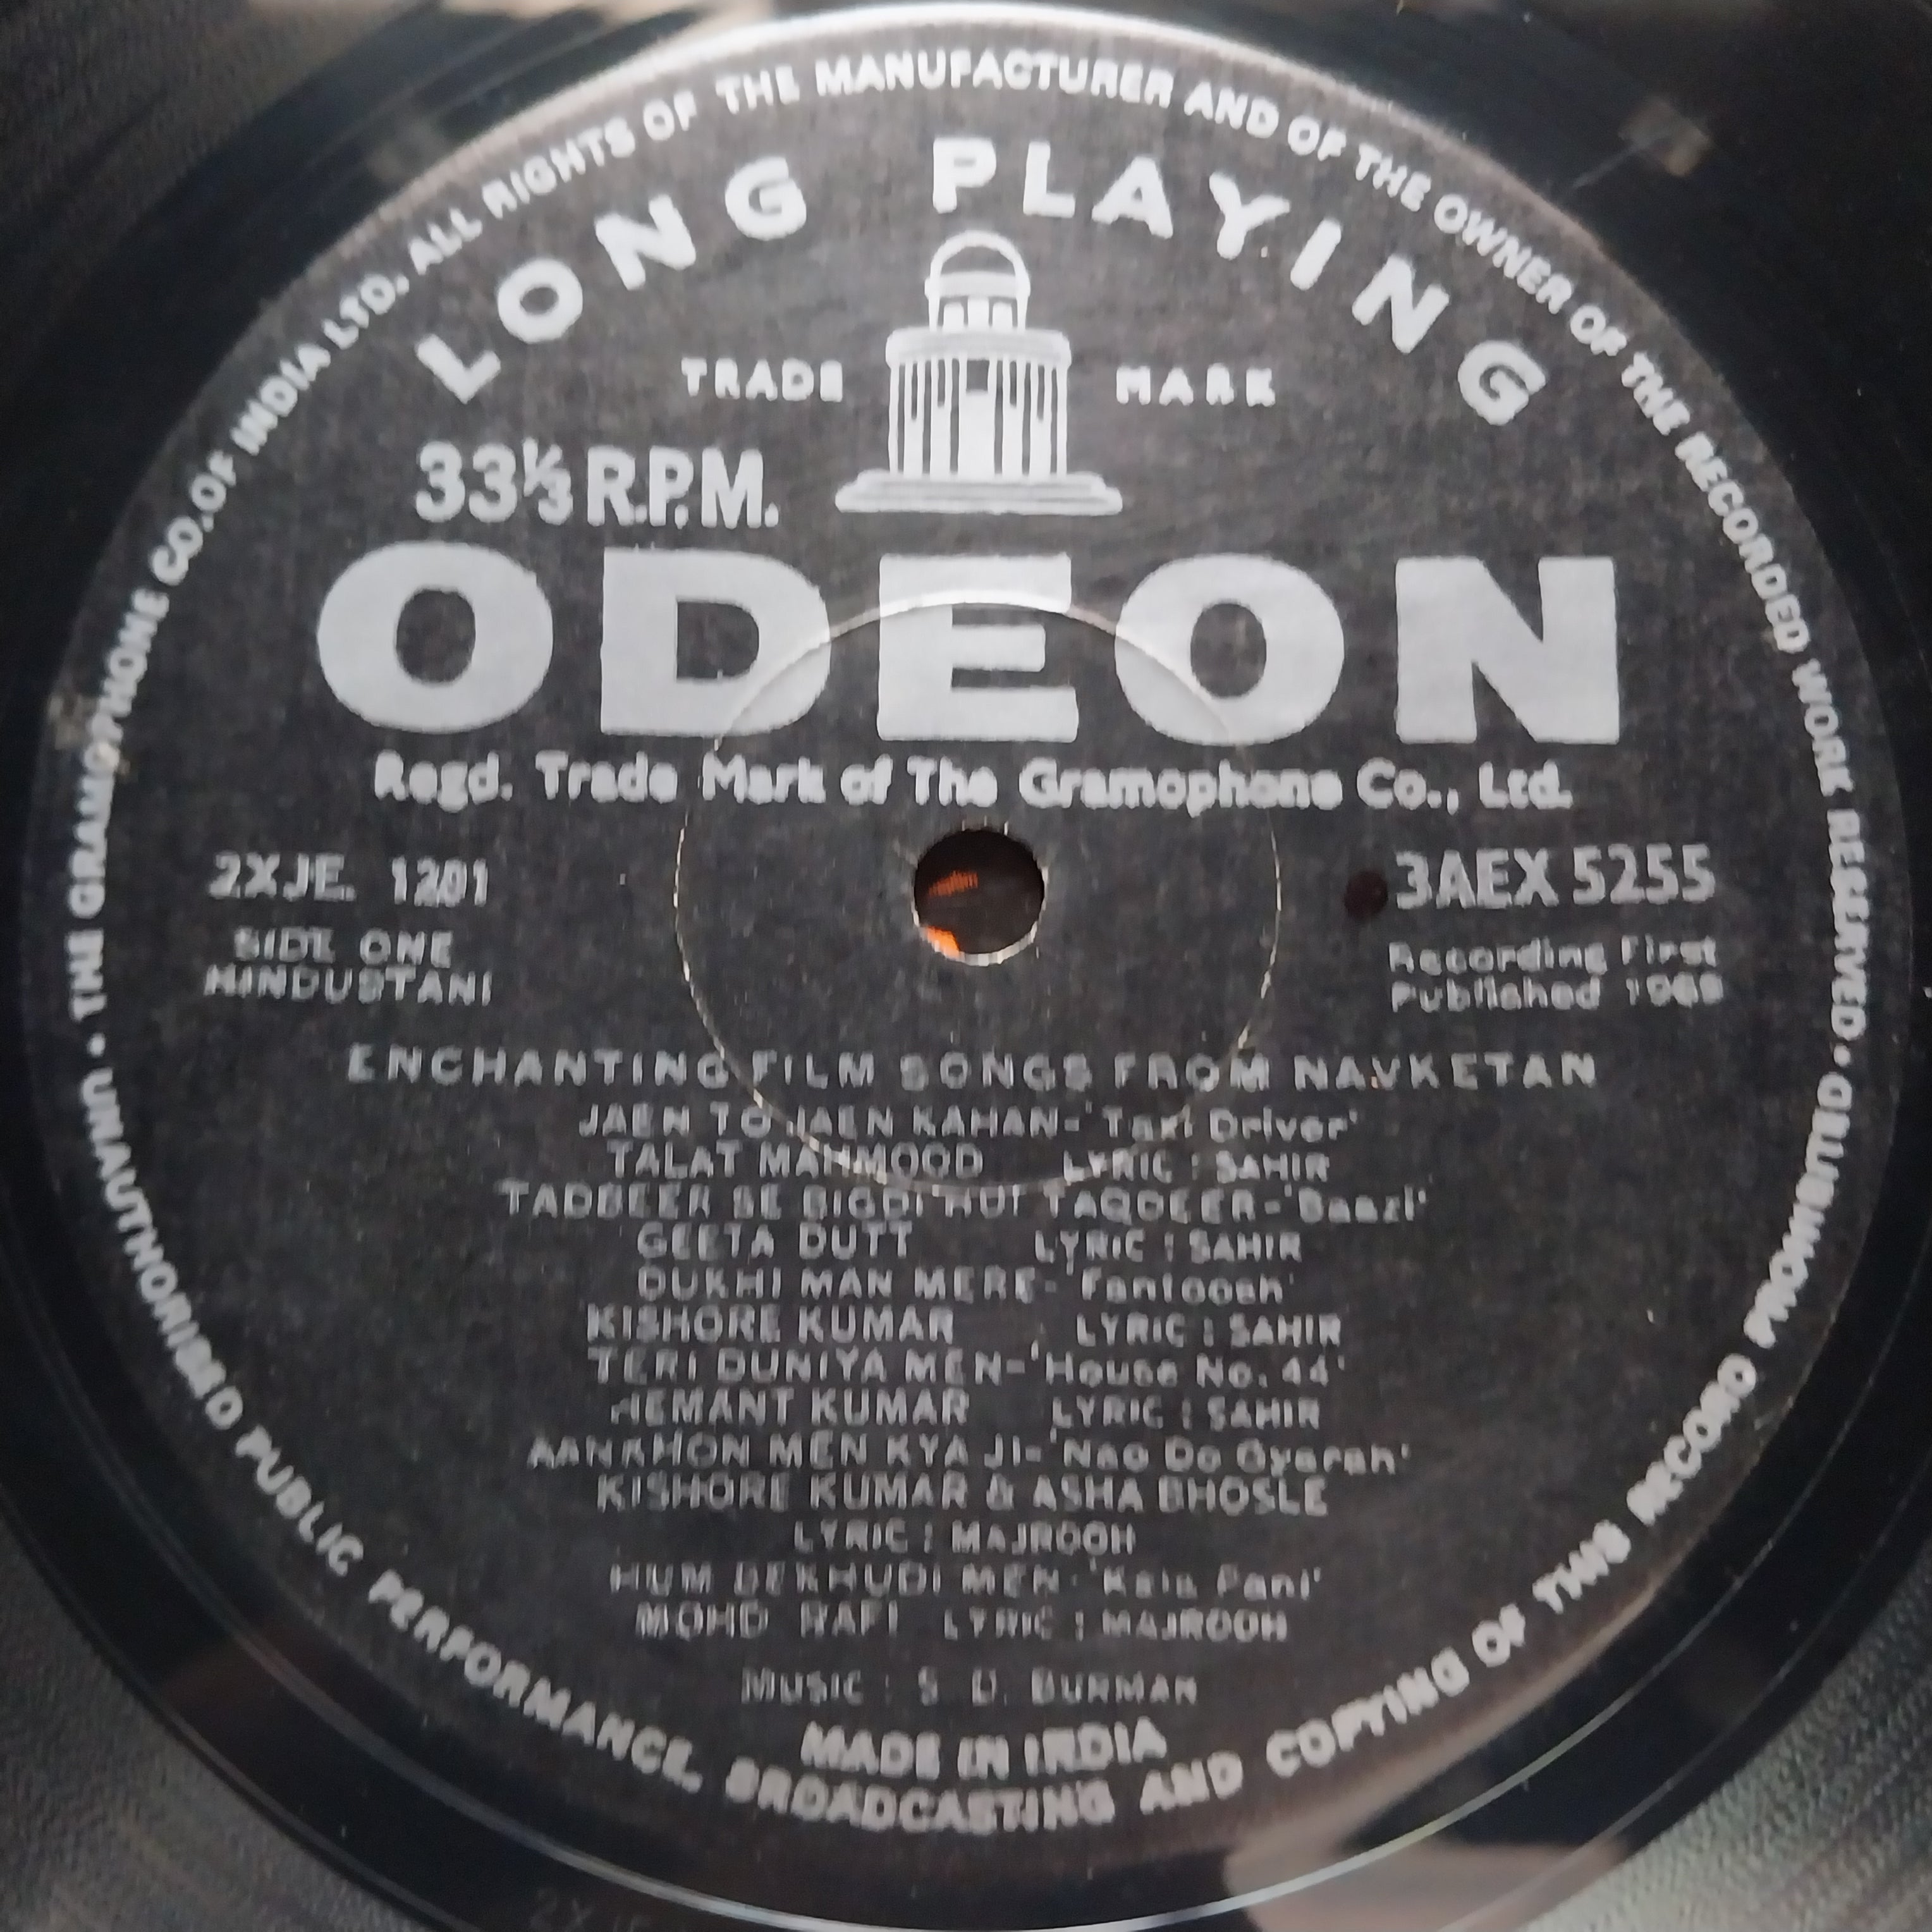 THE GRAMOPHONE CO. OF INDIA LTD. ALL RIGHTS OF THE MANUFACTURER AND OF THE OWNER OF THE RECORDED WORK RESERVED • UNAUTHORISED PUBLIC PERFORMANCE, BROADCASTING AND COPYING OF THIS RECORD PROHIBITED •
LONG PLAYING
TRADE MARK
33⅓ R.P.M.
ODEON
Regd. Trade Mark of The Gramophone Co., Ltd.
2XJE. 1201
3AEX 5255
SIDE ONE
HINDUSTANI
Recording First
Published
ENCHANTING FILM SONGS FROM NAVKETAN
JAEN TO JAEN KAHAN-'Taxi Driver'
TALAT MAHMOOD LYRIC : SAHIR
TADBEER SE BIGDI HUI TAQDEER-'Baazi'
GEETA DUTT LYRIC : SAHIR
DUKHI MAN MERE-'Fantoosh'
KISHORE KUMAR LYRIC : SAHIR
TERI DUNIYA MEN-'House No. 44'
HEMANT KUMAR LYRIC : SAHIR
AANKHON MEN KYA JI-'Nao Do Gyarah'
KISHORE KUMAR & ASHA BHOSLE
LYRIC : MAJROOH
HUM BEKHUDI MEN-'Kala Pani'
MOHD RAFI LYRIC : MAJROOH
MUSIC : S. D. BURMAN
MADE IN INDIA